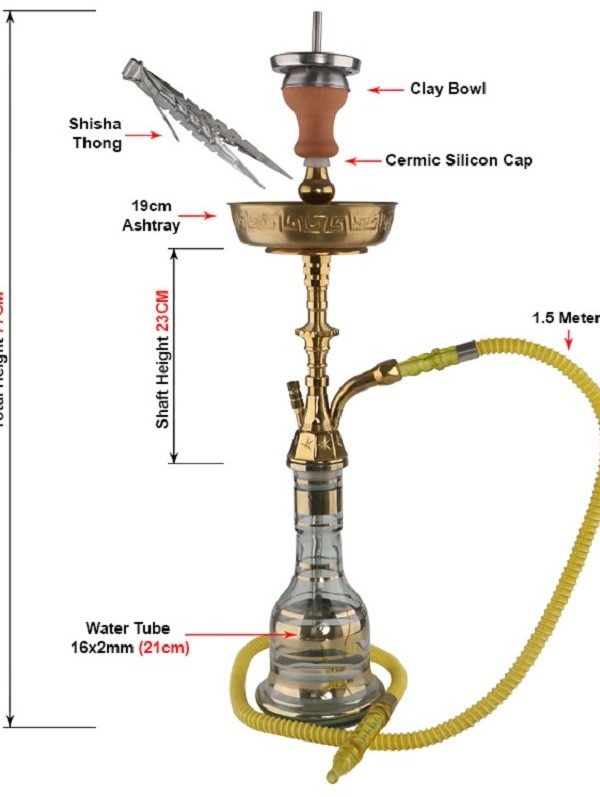 Clay Bowl
Shisha
Thong
Cermic Silicon Cap
19cm
Ashtray
Shaft Height 23CM
1.5 Meter
Water Tube
16x2mm (21cm)